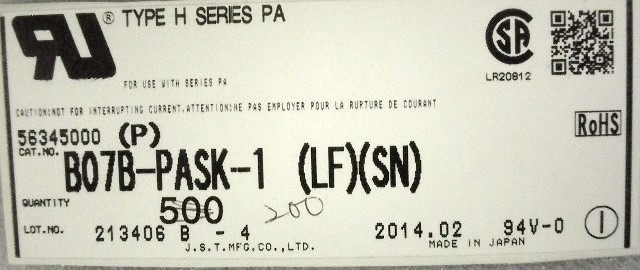 ® TYPE H SERIES PA
FOR USE WITH SERIES PA
LR20812
CAUTION:NOT FOR INTERRUPTING CURRENT.ATTENTION:NE PAS EMPLOYER POUR LA RUPTURE DE COURANT
56345000 (P)
RoHS
CAT.NO. B07B-PASK-1 (LF)(SN)
QUANTITY 500 200
LOT.NO. 213406 B - 4 2014.02 94V-0 1
J.S.T.MFG.CO.,LTD. MADE IN JAPAN